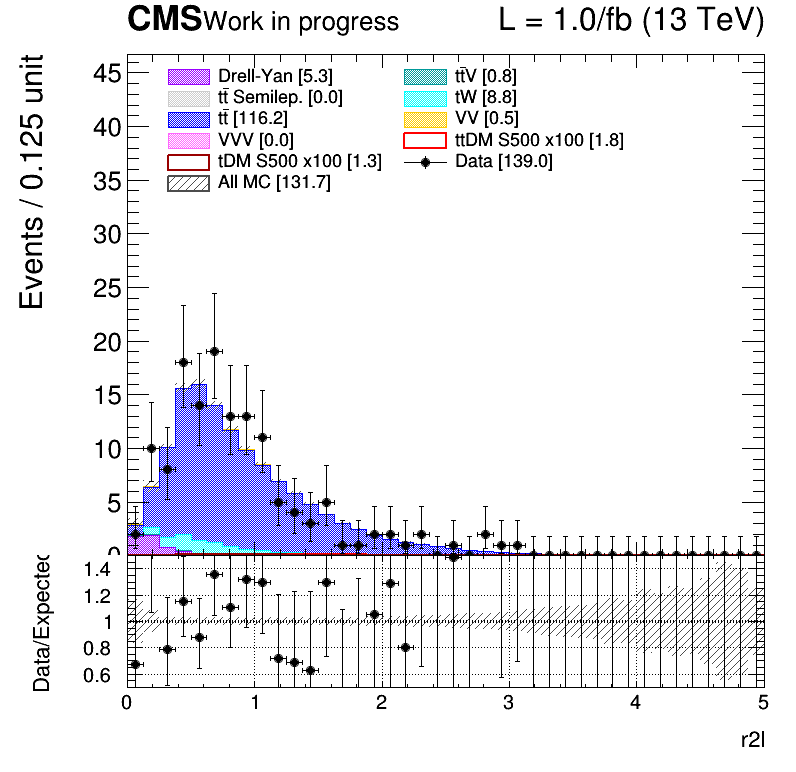 CMS Work in progress L = 1.0/fb (13 TeV)
Events / 0.125 unit
45
40
35
30
25
20
15
10
5
0
Drell-Yan [5.3] tt̄V [0.8]
tt̄ Semilep. [0.0] tW [8.8]
tt̄ [116.2] VV [0.5]
VVV [0.0] ttDM S500 x100 [1.8]
tDM S500 x100 [1.3] Data [139.0]
All MC [131.7]
Data/Expected
1.4
1.2
1
0.8
0.6
0 1 2 3 4 5
r2l